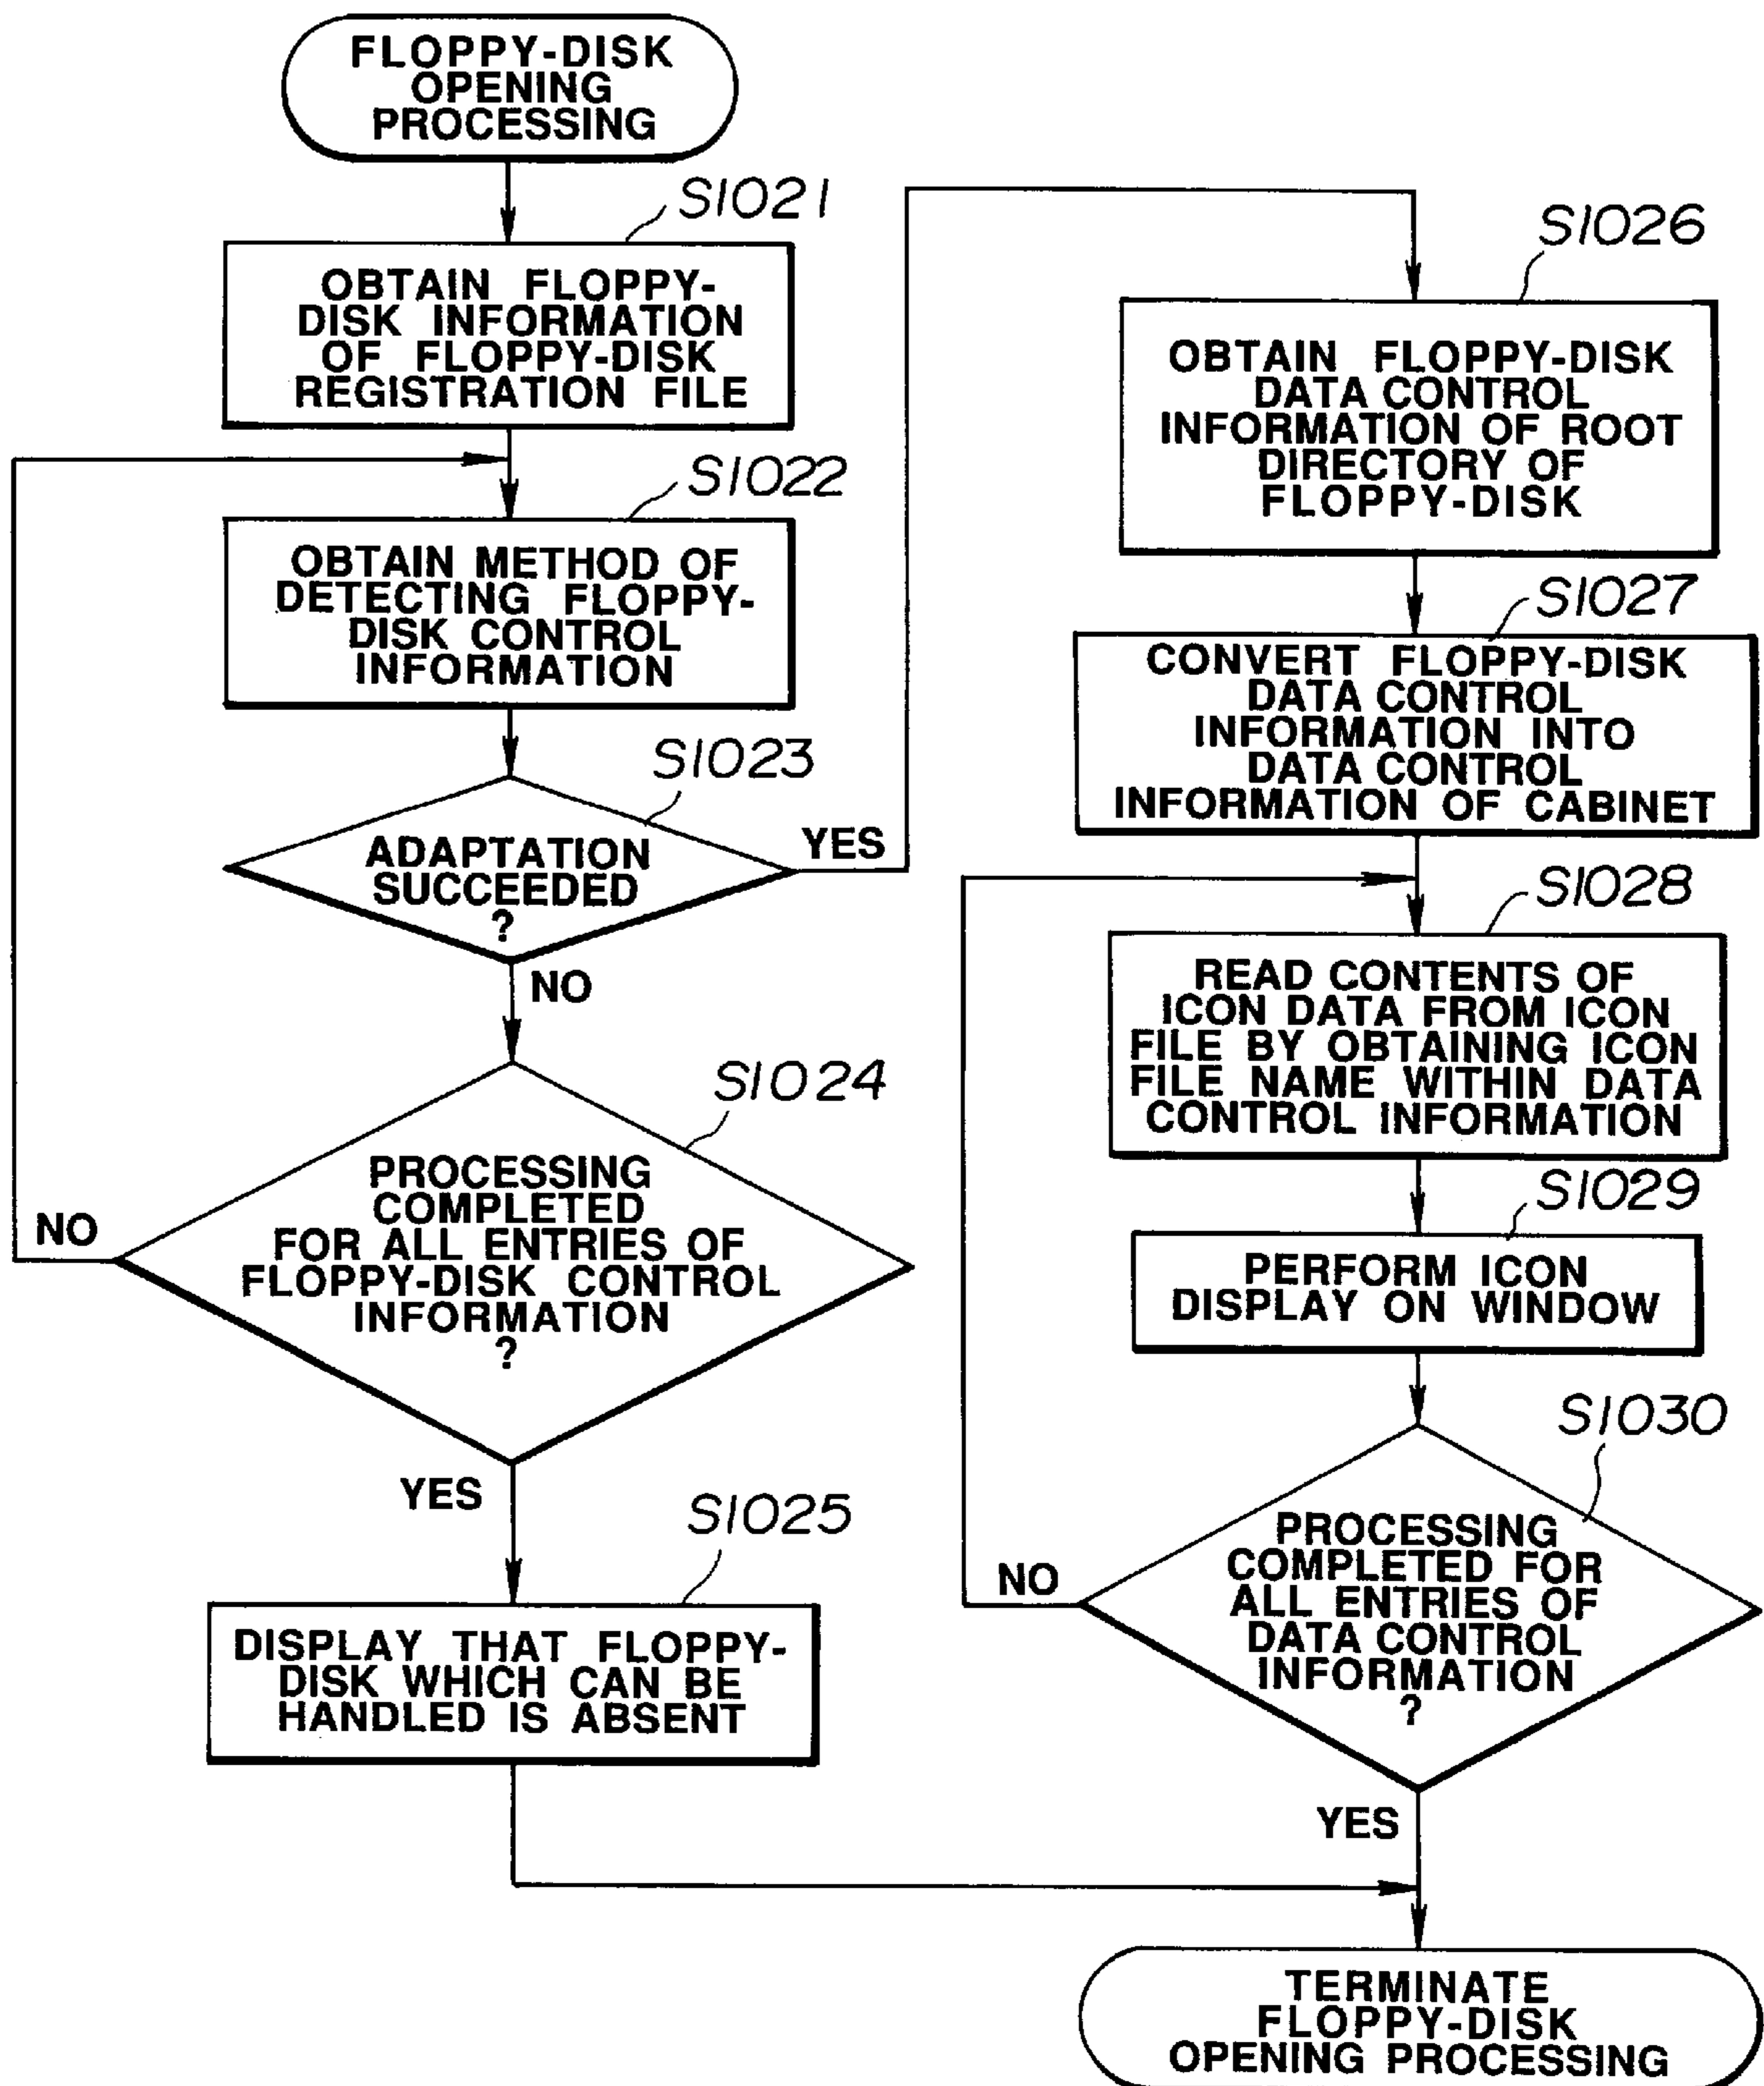 FLOPPY-DISK
OPENING
PROCESSING
S1021
OBTAIN FLOPPY-
DISK INFORMATION
OF FLOPPY-DISK
REGISTRATION FILE
S1022
OBTAIN METHOD OF
DETECTING FLOPPY-
DISK CONTROL
INFORMATION
S1023
ADAPTATION
SUCCEEDED
?
YES
NO
S1024
PROCESSING
COMPLETED
FOR ALL ENTRIES OF
FLOPPY-DISK CONTROL
INFORMATION
?
NO
YES
S1025
DISPLAY THAT FLOPPY-
DISK WHICH CAN BE
HANDLED IS ABSENT
S1026
OBTAIN FLOPPY-DISK
DATA CONTROL
INFORMATION OF ROOT
DIRECTORY OF
FLOPPY-DISK
S1027
CONVERT FLOPPY-DISK
DATA CONTROL
INFORMATION INTO
DATA CONTROL
INFORMATION OF CABINET
S1028
READ CONTENTS OF
ICON DATA FROM ICON
FILE BY OBTAINING ICON
FILE NAME WITHIN DATA
CONTROL INFORMATION
S1029
PERFORM ICON
DISPLAY ON WINDOW
S1030
PROCESSING
COMPLETED FOR
ALL ENTRIES OF
DATA CONTROL
INFORMATION
?
NO
YES
TERMINATE
FLOPPY-DISK
OPENING PROCESSING